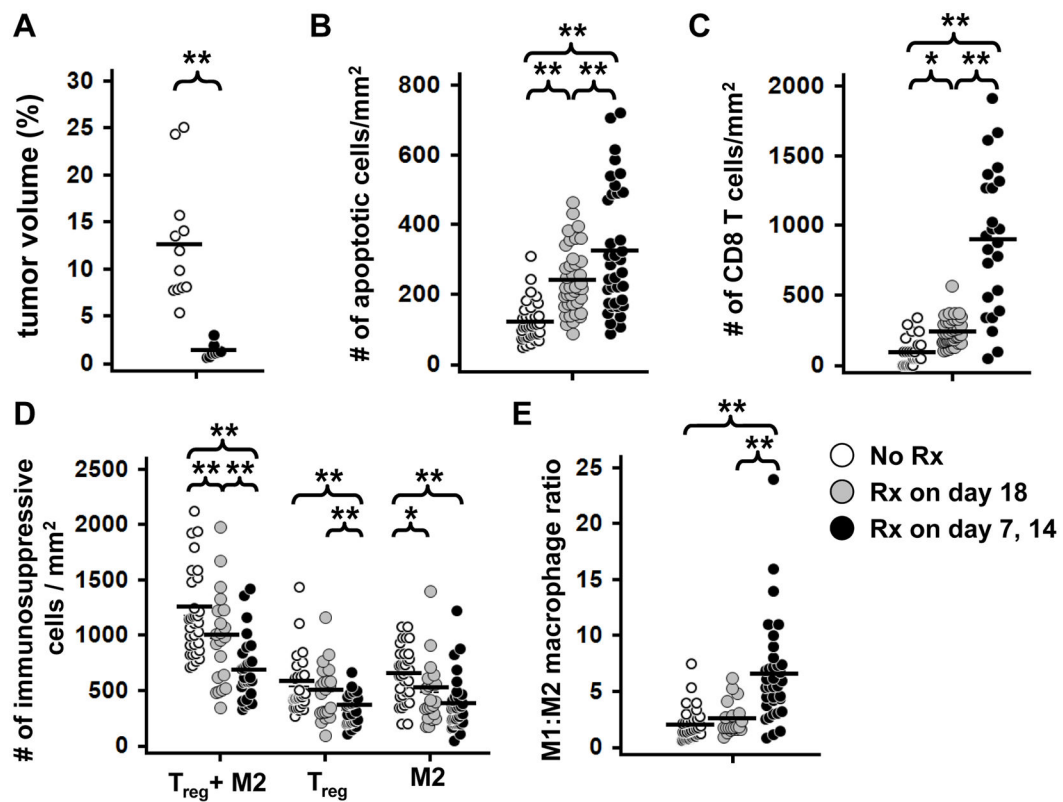 A
tumor volume (%)
30
25
20
15
10
5
0
**
B
# of apoptotic cells/mm²
800
600
400
200
0
**
** **
C
# of CD8 T cells/mm²
2000
1500
1000
500
0
**
* **
D
# of immunosuppressive
cells / mm²
2500
2000
1500
1000
500
0
**
** **
**
**
**
*
Treg+ M2
Treg
M2
E
M1:M2 macrophage ratio
25
20
15
10
5
0
**
**
No Rx
Rx on day 18
Rx on day 7, 14